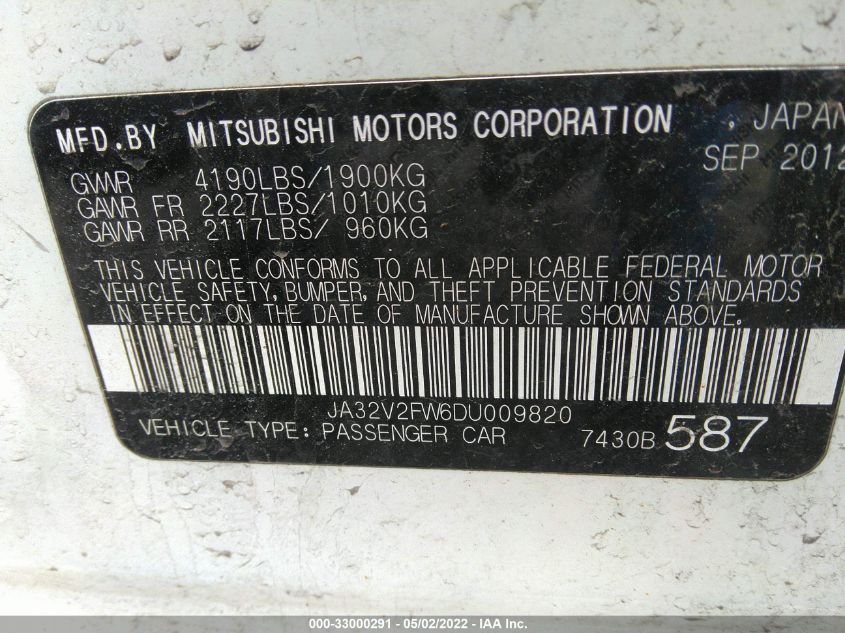 MFD. BY MITSUBISHI MOTORS CORPORATION , JAPAN
SEP 2012
GVWR 4190LBS/1900KG
GAWR FR 2227LBS/1010KG
GAWR RR 2117LBS/ 960KG
THIS VEHICLE CONFORMS TO ALL APPLICABLE FEDERAL MOTOR
VEHICLE SAFETY, BUMPER, AND THEFT PREVENTION STANDARDS
IN EFFECT ON THE DATE OF MANUFACTURE SHOWN ABOVE.
JA32V2FW6DU009820
VEHICLE TYPE: PASSENGER CAR 7430B 587
000-33000291 - 05/02/2022 - IAA Inc.